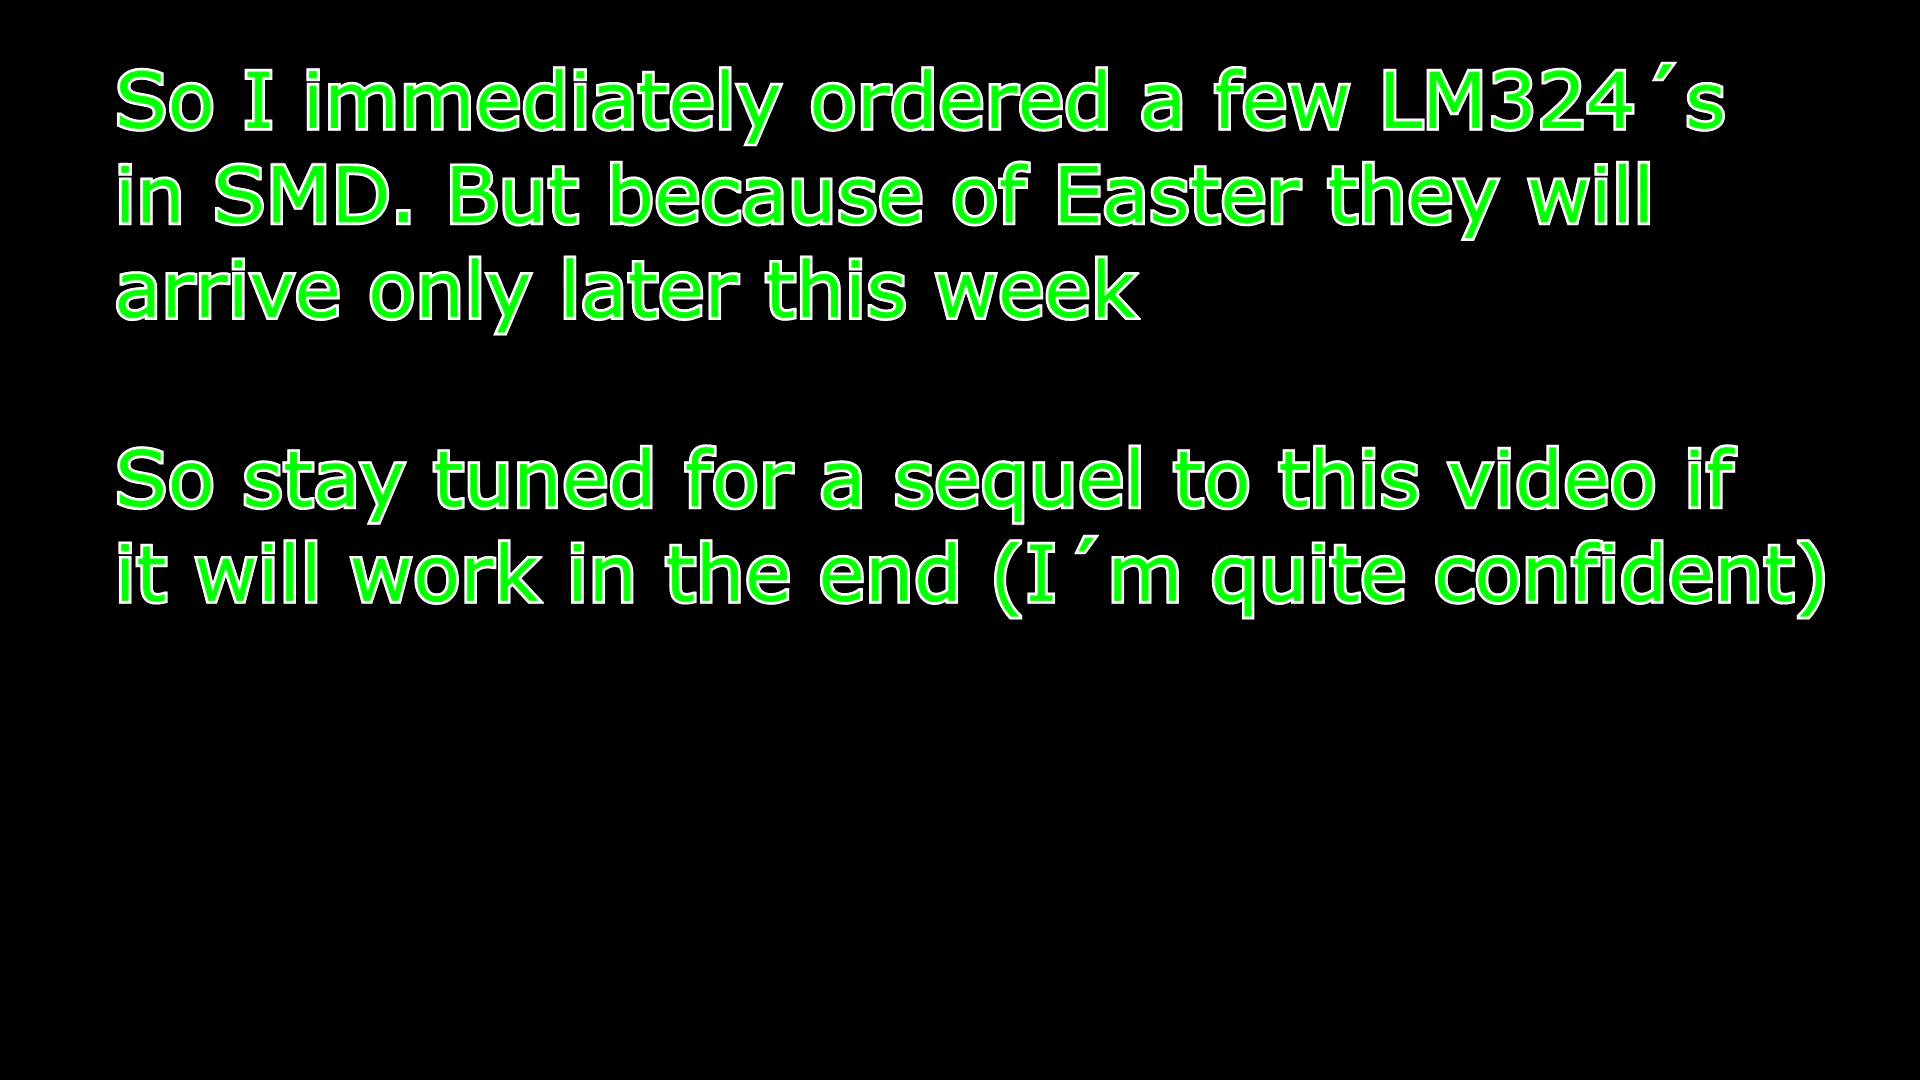 So I immediately ordered a few LM324´s
in SMD. But because of Easter they will
arrive only later this week
So stay tuned for a sequel to this video if
it will work in the end (I´m quite confident)